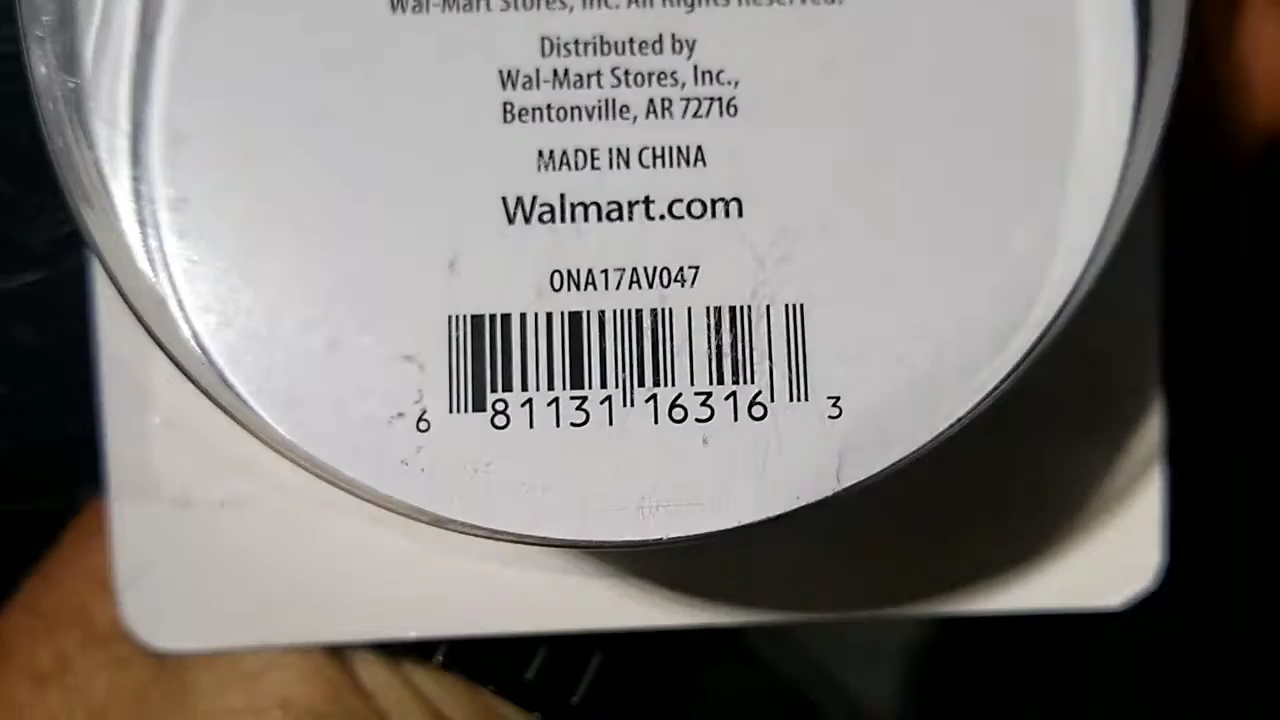 Wal-Mart Stores, Inc. All Rights Reserved.
Distributed by
Wal-Mart Stores, Inc.,
Bentonville, AR 72716
MADE IN CHINA
Walmart.com
ONA17AV047
6 81131 16316 3